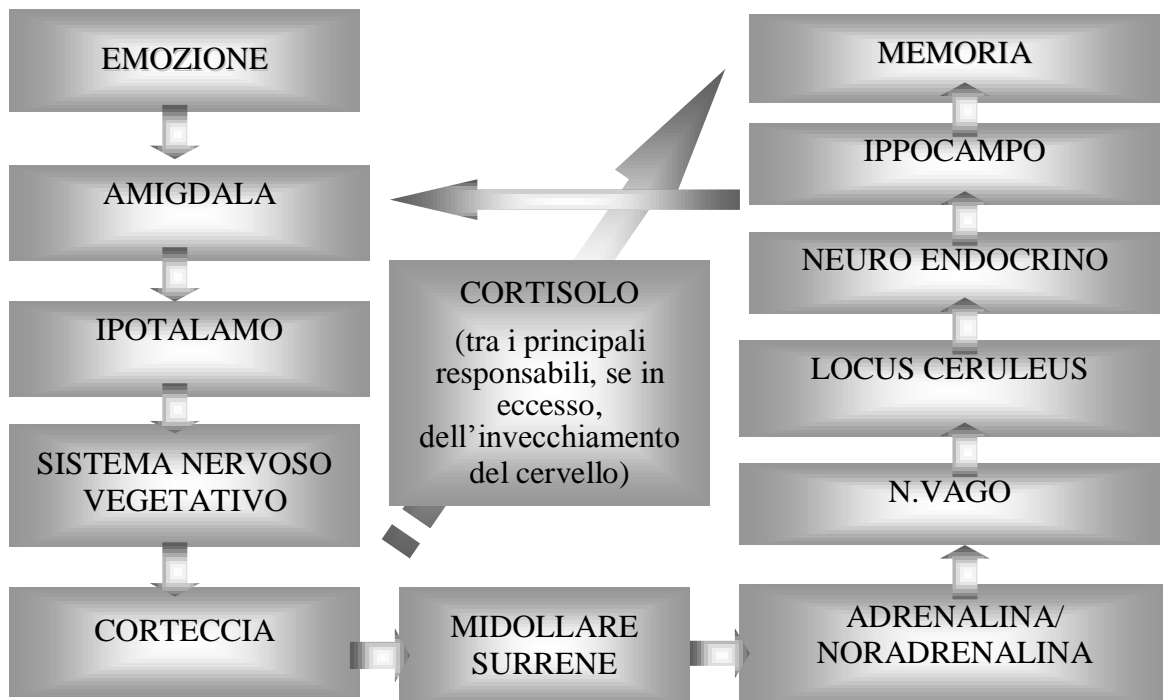 EMOZIONE
AMIGDALA
IPOTALAMO
SISTEMA NERVOSO
VEGETATIVO
CORTECCIA
MIDOLLARE
SURRENE
ADRENALINA/
NORADRENALINA
N.VAGO
LOCUS CERULEUS
NEURO ENDOCRINO
IPPOCAMPO
MEMORIA
CORTISOLO
(tra i principali
responsabili, se in
eccesso,
dell’invecchiamento
del cervello)